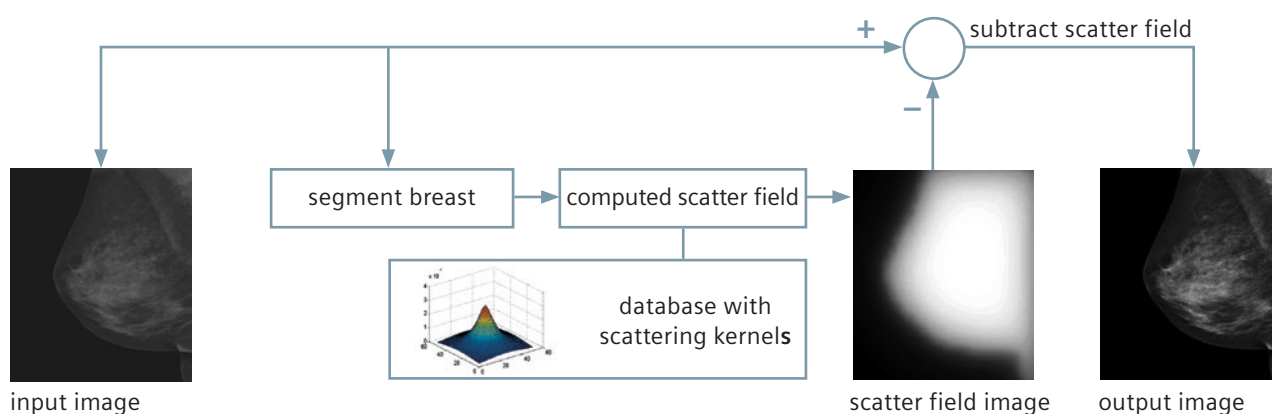 +
subtract scatter field
−
segment breast
computed scatter field
database with
scattering kernels
input image
scatter field image
output image